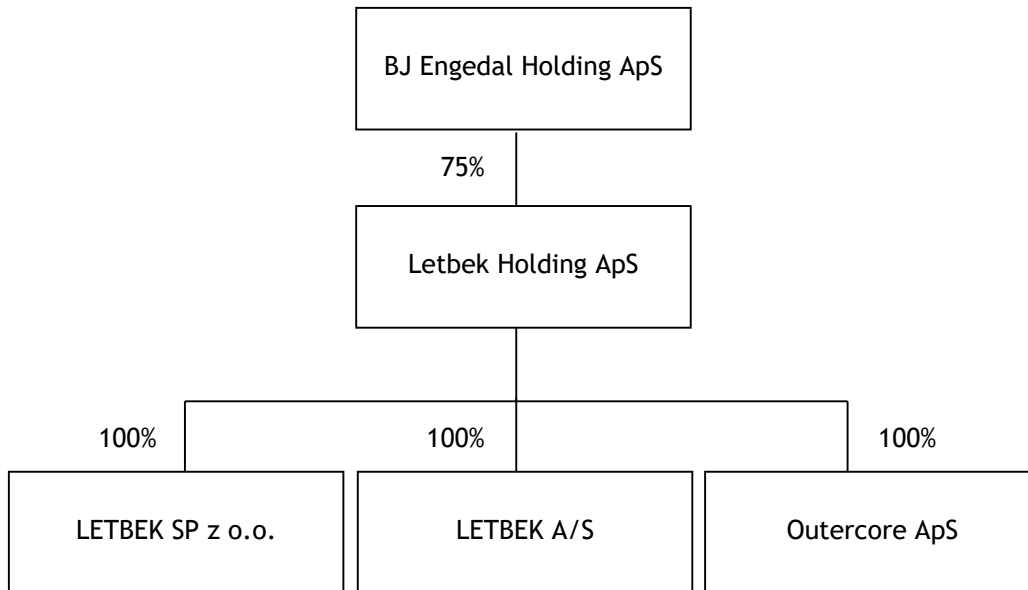 BJ Engedal Holding ApS
75%
Letbek Holding ApS
100%
100%
100%
LETBEK SP z o.o.
LETBEK A/S
Outercore ApS